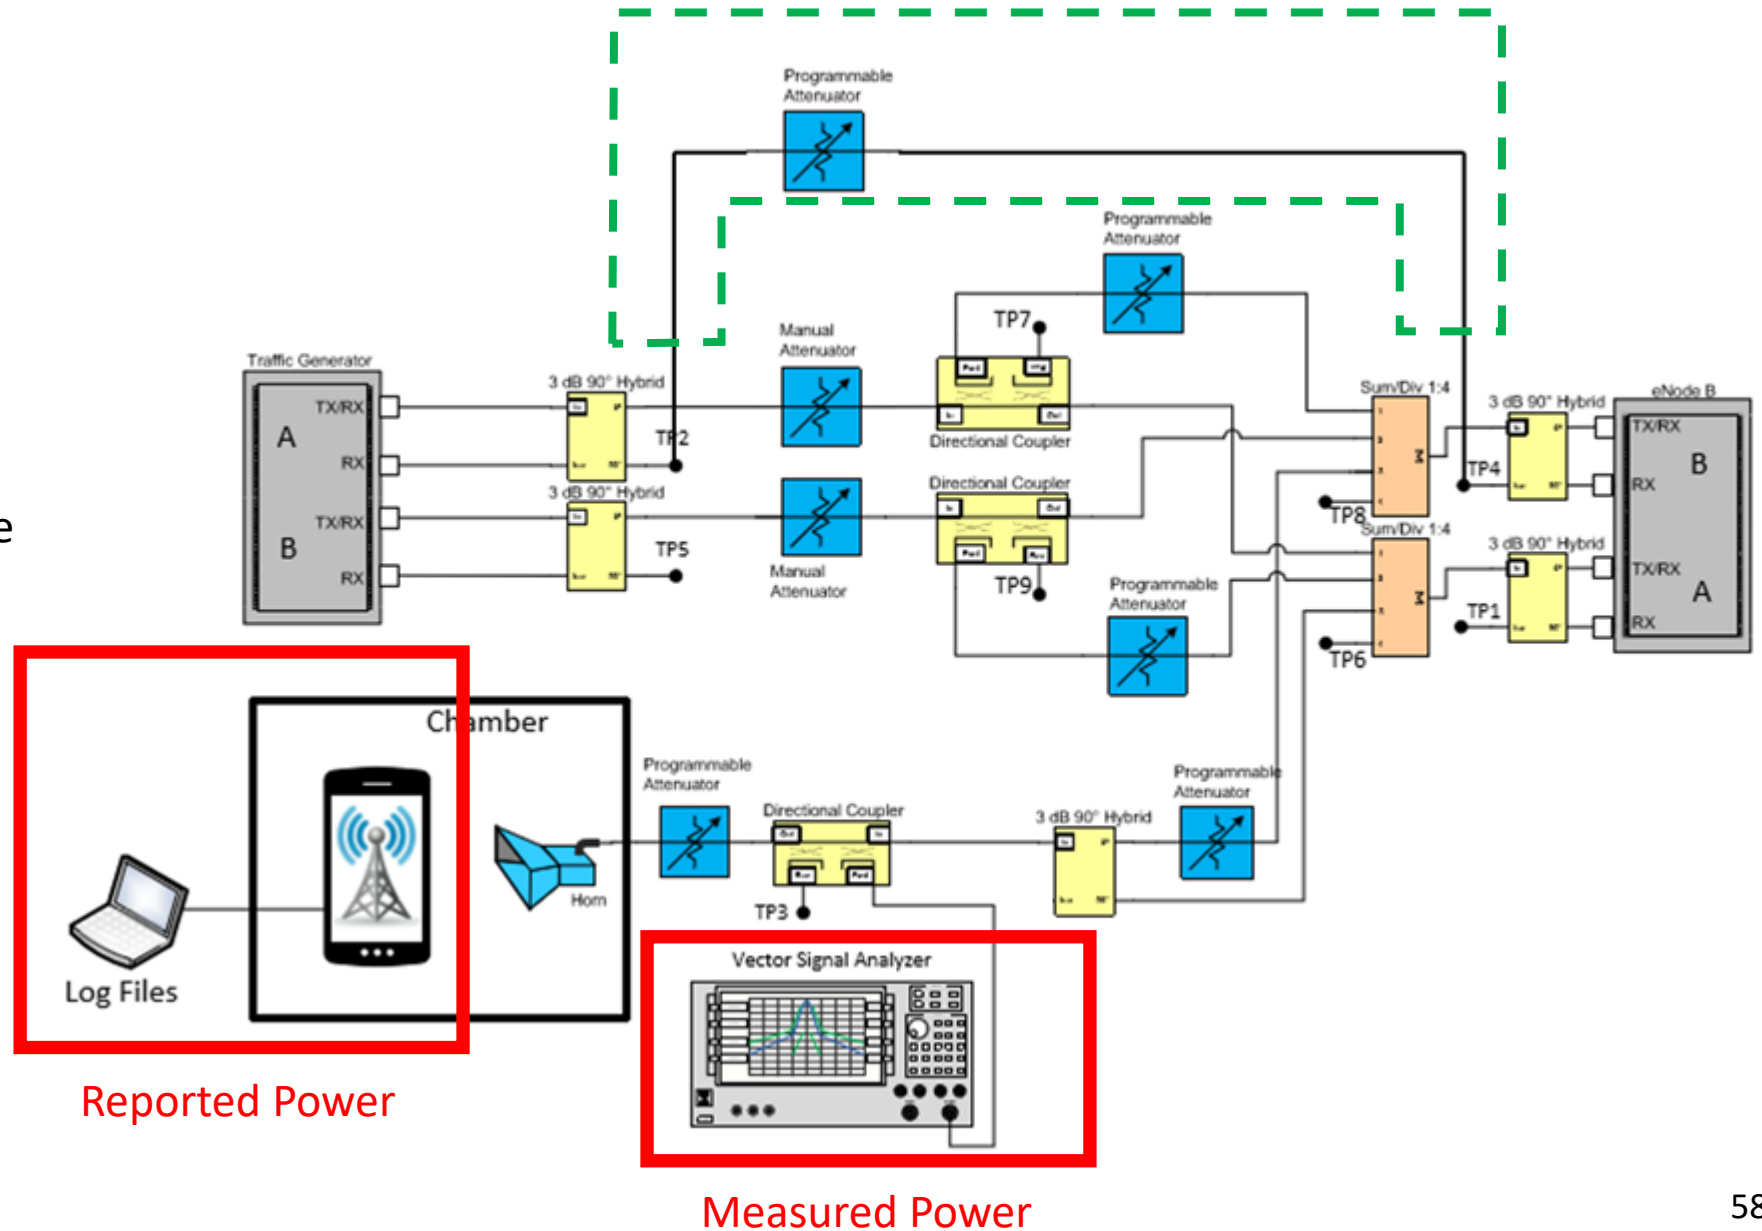 Programmable
Attenuator
Programmable
Attenuator
TP7
Manual
Attenuator
Traffic Generator
3 dB 90° Hybrid
Sum/Div 1:4
3 dB 90° Hybrid
eNode B
TX/RX
A
RX
TP2
In
Out
Directional Coupler
TX/RX
B
RX
TP4
3 dB 90° Hybrid
Directional Coupler
TP8
Sum/Div 1:4
3 dB 90° Hybrid
e
TX/RX
B
RX
TP5
Manual
Attenuator
TP9
Programmable
Attenuator
TX/RX
A
RX
TP1
TP6
Chamber
Programmable
Attenuator
Directional Coupler
Programmable
Attenuator
3 dB 90° Hybrid
Horn
TP3
Log Files
Vector Signal Analyzer
Reported Power
Measured Power
58